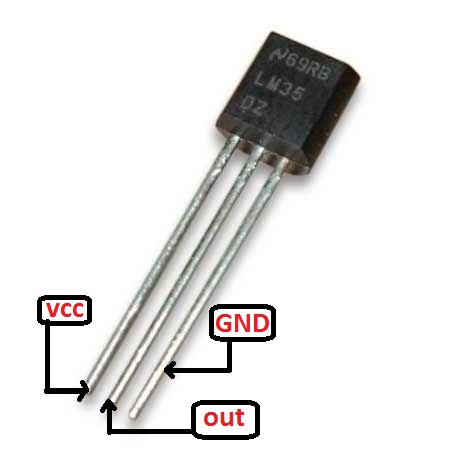 69RB
LM35
DZ
vcc
GND
out